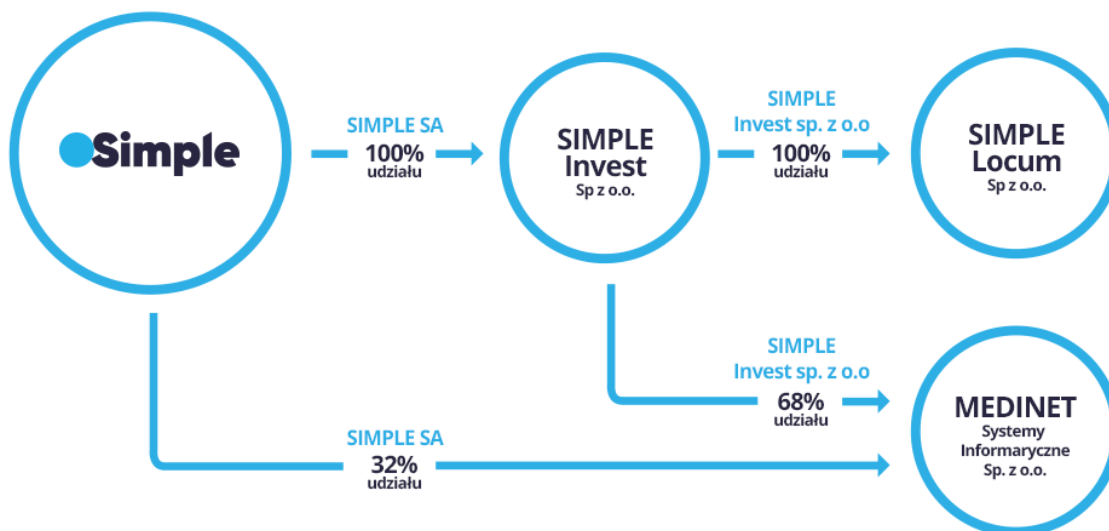 Simple
SIMPLE SA
100%
udziału
SIMPLE
Invest
Sp z o.o.
SIMPLE
Invest sp. z o.o
100%
udziału
SIMPLE
Locum
Sp z o.o.
SIMPLE
Invest sp. z o.o
68%
udziału
MEDINET
Systemy
Informaryczne
Sp. z o.o.
SIMPLE SA
32%
udziału